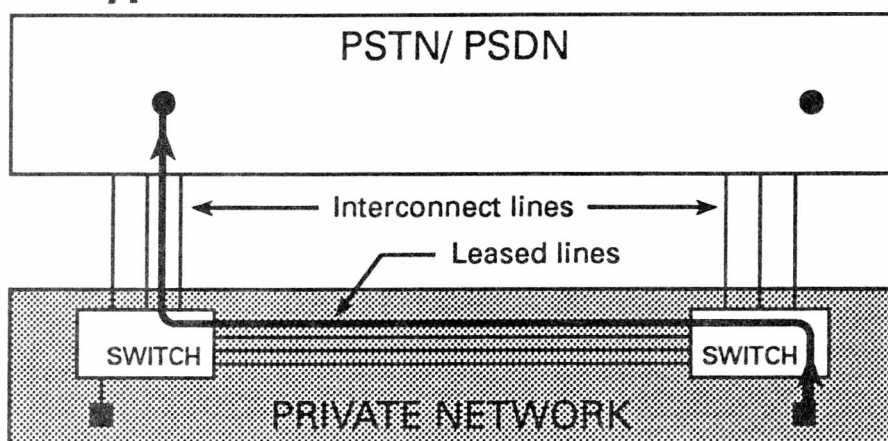 PSTN/ PSDN
Interconnect lines
Leased lines
SWITCH
SWITCH
PRIVATE NETWORK